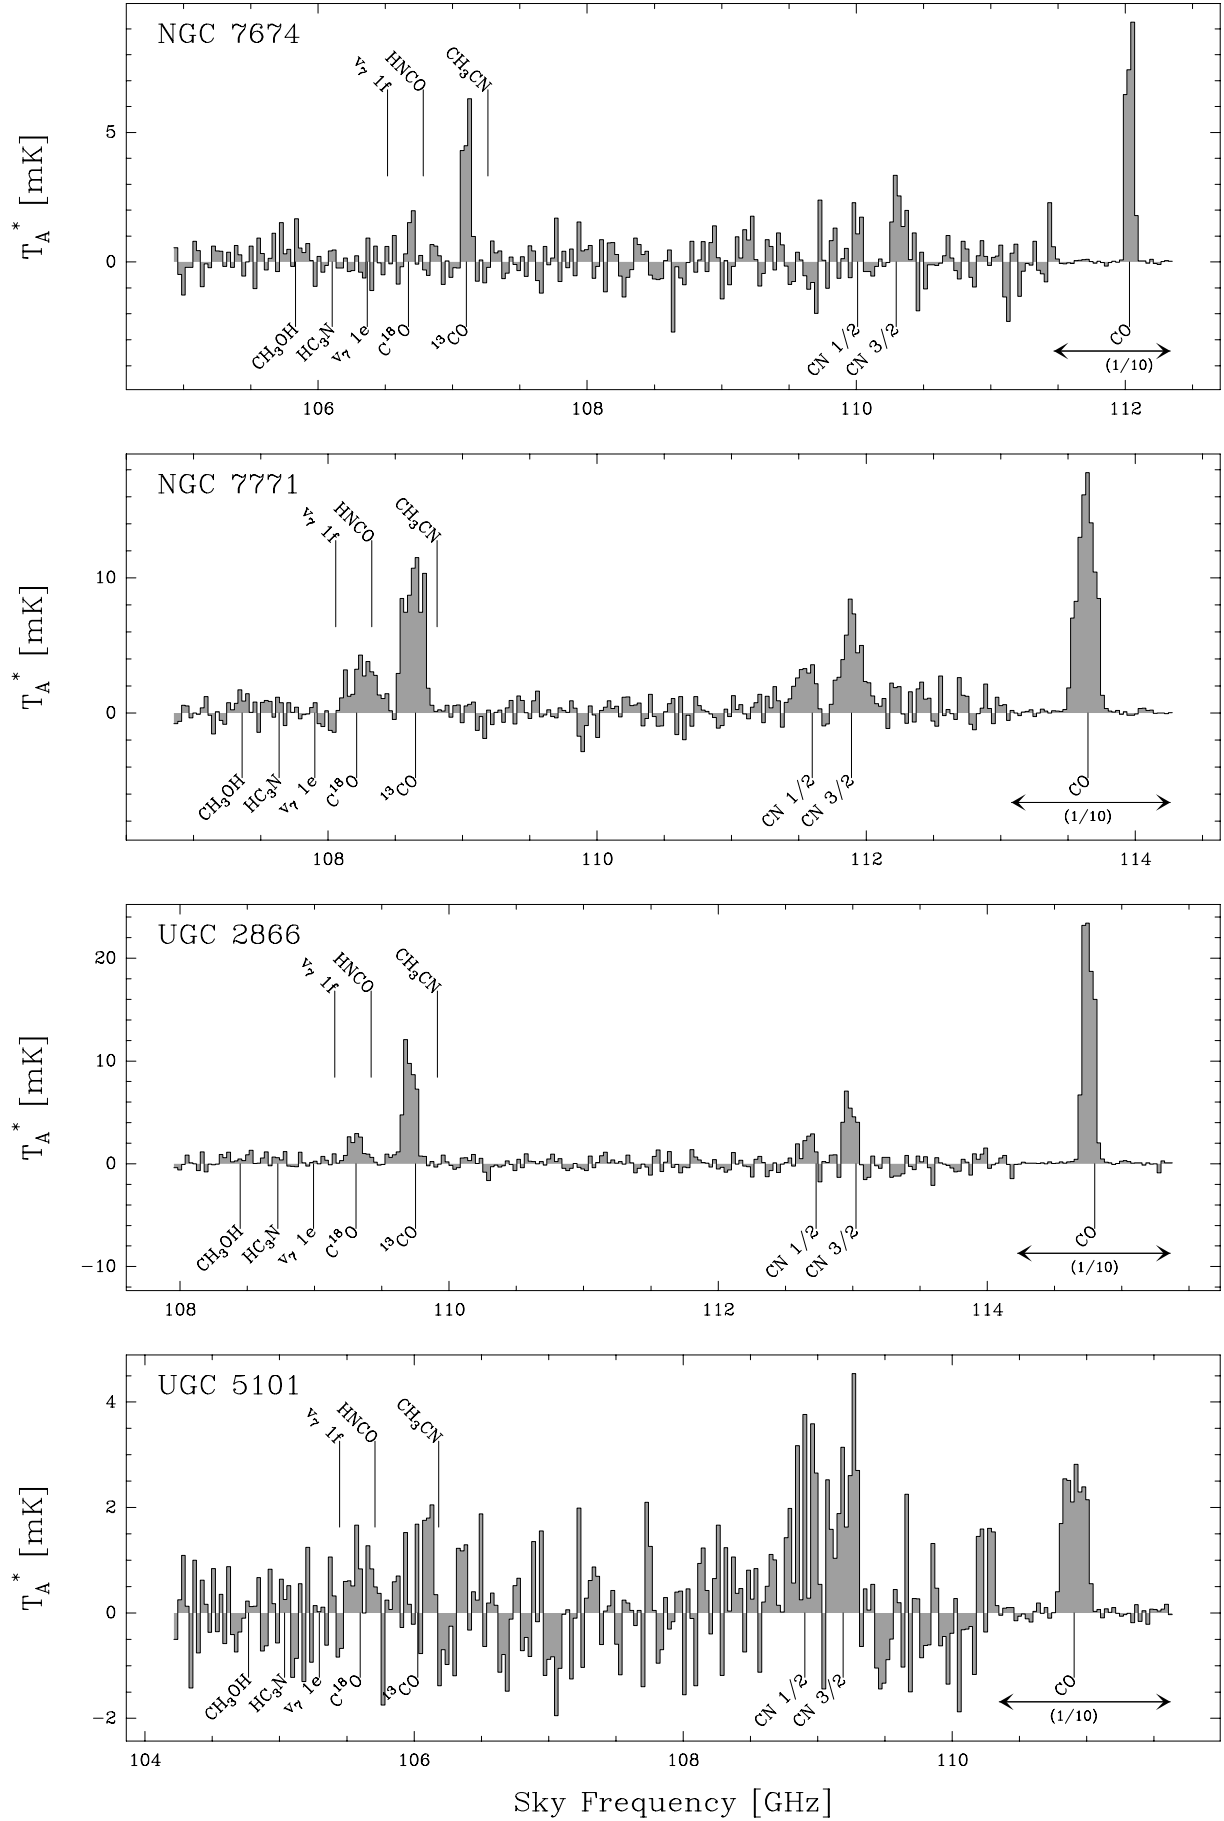 NGC 7674
T_A^* [mK]
5
0
v₇ 1f
HNCO
CH₃CN
CH₃OH
HC₃N
v₇ 1e
C¹⁸O
¹³CO
CN 1/2
CN 3/2
CO
(1/10)
106
108
110
112
NGC 7771
T_A^* [mK]
10
0
v₇ 1f
HNCO
CH₃CN
CH₃OH
HC₃N
v₇ 1e
C¹⁸O
¹³CO
CN 1/2
CN 3/2
CO
(1/10)
108
110
112
114
UGC 2866
T_A^* [mK]
20
10
0
−10
v₇ 1f
HNCO
CH₃CN
CH₃OH
HC₃N
v₇ 1e
C¹⁸O
¹³CO
CN 1/2
CN 3/2
CO
(1/10)
108
110
112
114
UGC 5101
T_A^* [mK]
4
2
0
−2
v₇ 1f
HNCO
CH₃CN
CH₃OH
HC₃N
v₇ 1e
C¹⁸O
¹³CO
CN 1/2
CN 3/2
CO
(1/10)
104
106
108
110
Sky Frequency [GHz]